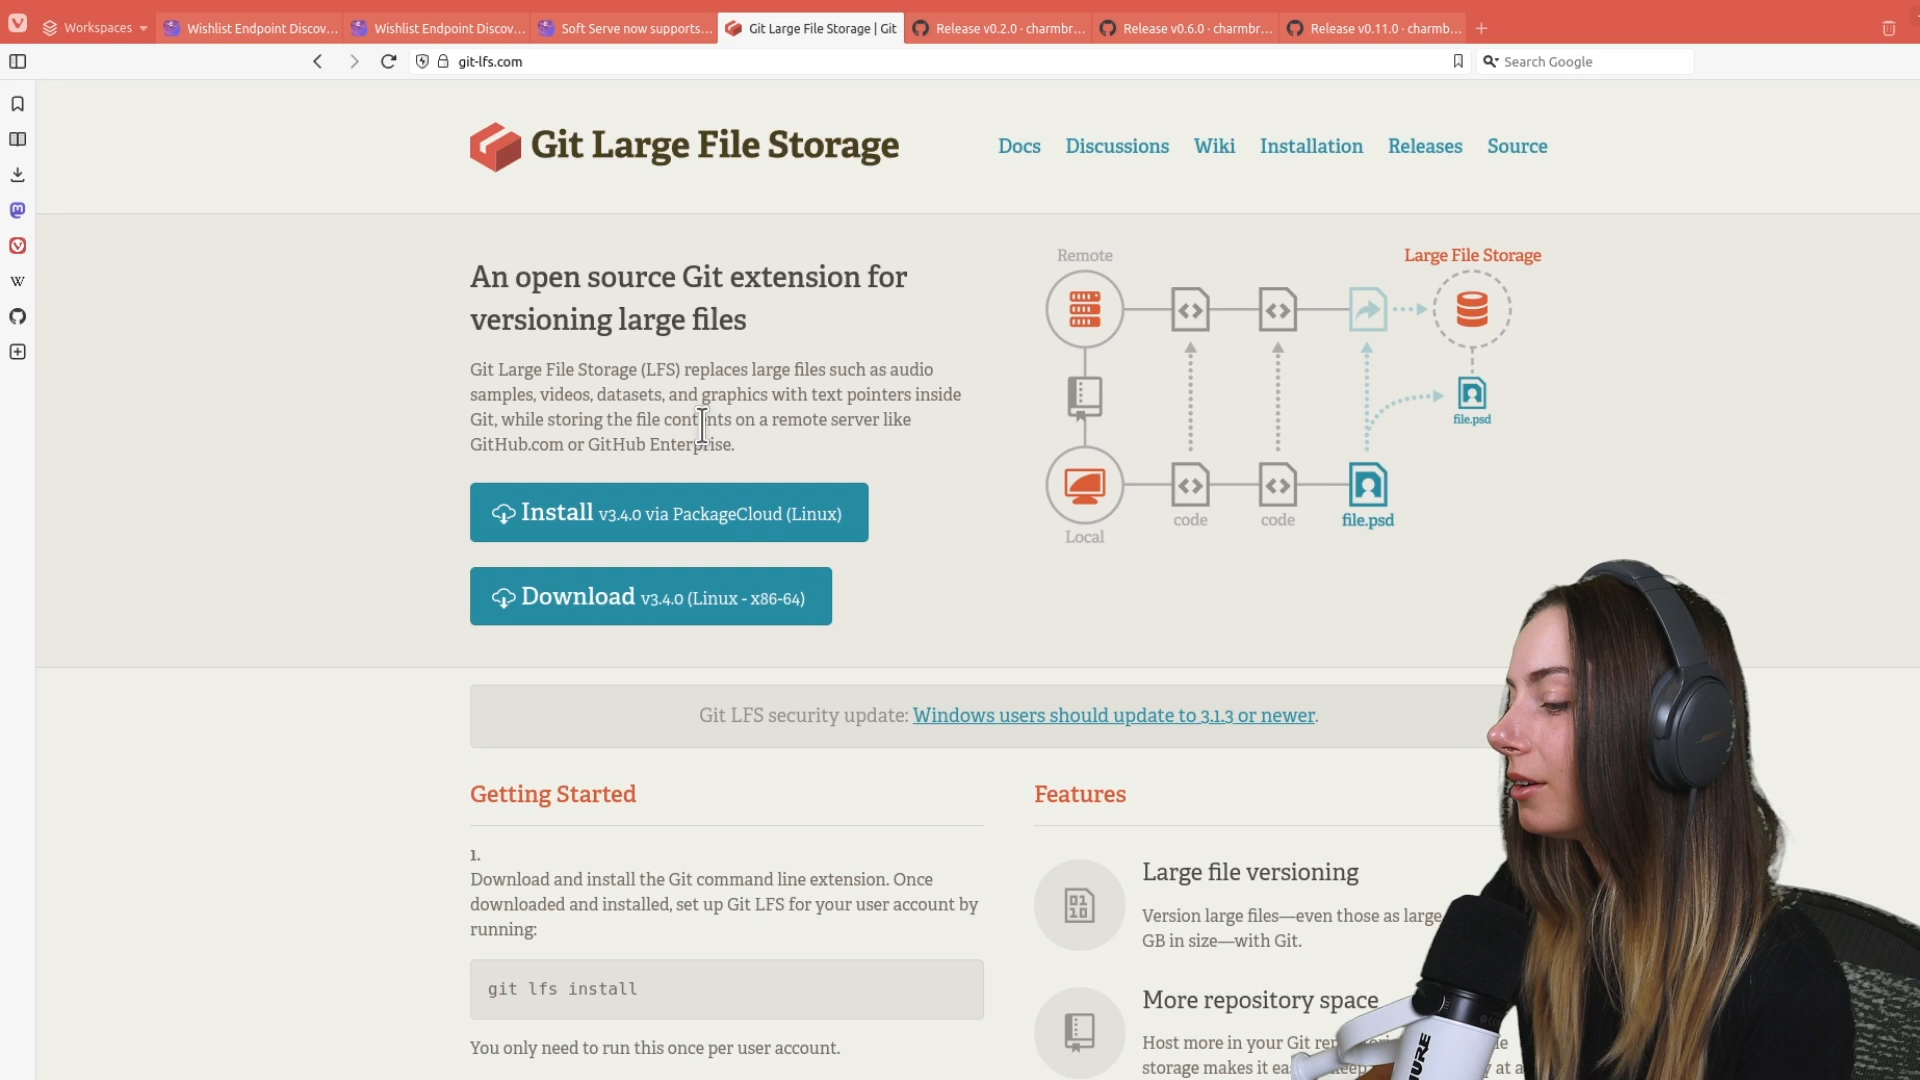 Workspaces
Wishlist Endpoint Discov...
Wishlist Endpoint Discov...
Soft Serve now supports...
Git Large File Storage | Git
Release v0.2.0 · charmbr...
Release v0.6.0 · charmbr...
Release v0.11.0 · charmb...
git-lfs.com
Search Google
Git Large File Storage
Docs
Discussions
Wiki
Installation
Releases
Source
An open source Git extension for
versioning large files
Git Large File Storage (LFS) replaces large files such as audio
samples, videos, datasets, and graphics with text pointers inside
Git, while storing the file contents on a remote server like
GitHub.com or GitHub Enterprise.
Install v3.4.0 via PackageCloud (Linux)
Download v3.4.0 (Linux - x86-64)
Remote
Large File Storage
file.psd
code
code
file.psd
Local
Git LFS security update: Windows users should update to 3.1.3 or newer.
Getting Started
1.
Download and install the Git command line extension. Once
downloaded and installed, set up Git LFS for your user account by
running:
git lfs install
You only need to run this once per user account.
Features
Large file versioning
Version large files—even those as large
GB in size—with Git.
More repository space
Host more in your Git
storage makes it
at a